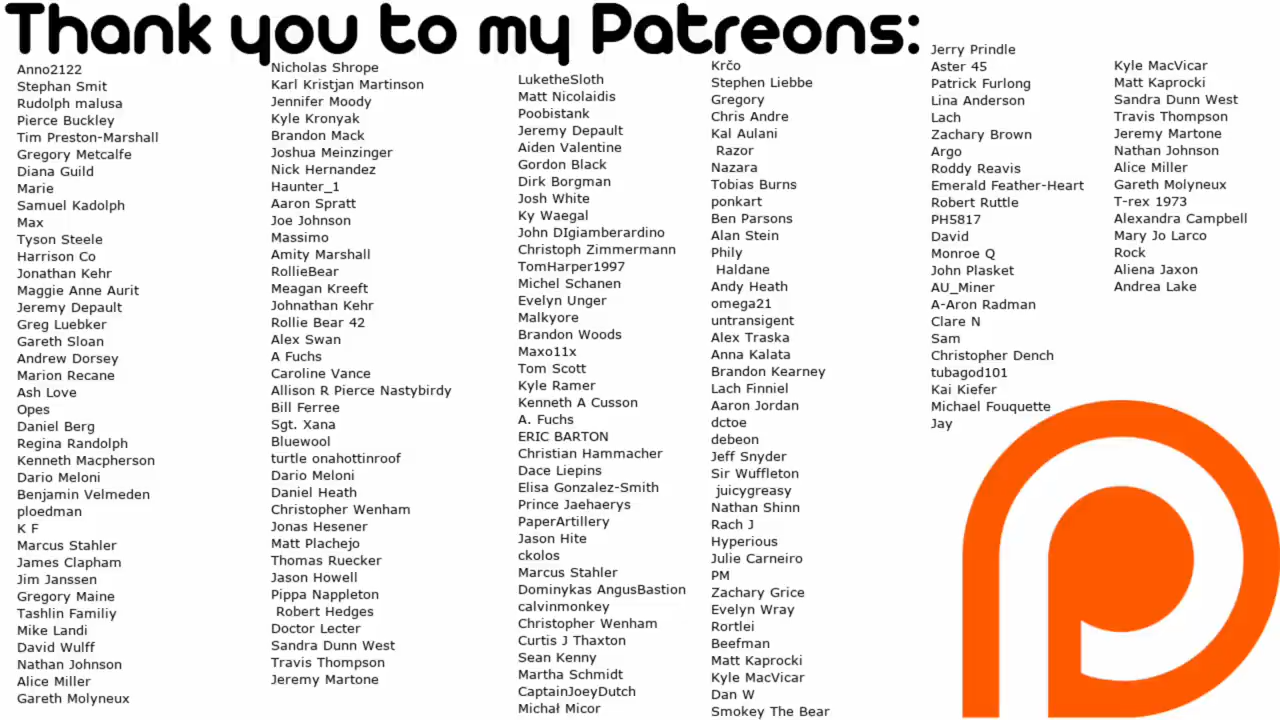 Thank you to my Patreons:
Anno2122
Stephan Smit
Rudolph malusa
Pierce Buckley
Tim Preston-Marshall
Gregory Metcalfe
Diana Guild
Marie
Samuel Kadolph
Max
Tyson Steele
Harrison Co
Jonathan Kehr
Maggie Anne Aurit
Jeremy Depault
Greg Luebker
Gareth Sloan
Andrew Dorsey
Marion Recane
Ash Love
Opes
Daniel Berg
Regina Randolph
Kenneth Macpherson
Dario Meloni
Benjamin Velmeden
ploedman
K F
Marcus Stahler
James Clapham
Jim Janssen
Gregory Maine
Tashlin Familiy
Mike Landi
David Wulff
Nathan Johnson
Alice Miller
Gareth Molyneux
Nicholas Shrope
Karl Kristjan Martinson
Jennifer Moody
Kyle Kronyak
Brandon Mack
Joshua Meinzinger
Nick Hernandez
Haunter_1
Aaron Spratt
Joe Johnson
Massimo
Amity Marshall
RollieBear
Meagan Kreeft
Johnathan Kehr
Rollie Bear 42
Alex Swan
A Fuchs
Caroline Vance
Allison R Pierce Nastybirdy
Bill Ferree
Sgt. Xana
Bluewool
turtle onahottinroof
Dario Meloni
Daniel Heath
Christopher Wenham
Jonas Hesener
Matt Plachejo
Thomas Ruecker
Jason Howell
Pippa Nappleton
Robert Hedges
Doctor Lecter
Sandra Dunn West
Travis Thompson
Jeremy Martone
LuketheSloth
Matt Nicolaidis
Poobistank
Jeremy Depault
Aiden Valentine
Gordon Black
Dirk Borgman
Josh White
Ky Waegal
John DIgiamberardino
Christoph Zimmermann
TomHarper1997
Michel Schanen
Evelyn Unger
Malkyore
Brandon Woods
Maxo11x
Tom Scott
Kyle Ramer
Kenneth A Cusson
A. Fuchs
ERIC BARTON
Christian Hammacher
Dace Liepins
Elisa Gonzalez-Smith
Prince Jaehaerys
PaperArtillery
Jason Hite
ckolos
Marcus Stahler
Dominykas AngusBastion
calvinmonkey
Christopher Wenham
Curtis J Thaxton
Sean Kenny
Martha Schmidt
CaptainJoeyDutch
Michał Micor
Krčo
Stephen Liebbe
Gregory
Chris Andre
Kal Aulani
Razor
Nazara
Tobias Burns
ponkart
Ben Parsons
Alan Stein
Phily
Haldane
Andy Heath
omega21
untransigent
Alex Traska
Anna Kalata
Brandon Kearney
Lach Finniel
Aaron Jordan
dctoe
debeon
Jeff Snyder
Sir Wuffleton
juicygreasy
Nathan Shinn
Rach J
Hyperious
Julie Carneiro
PM
Zachary Grice
Evelyn Wray
Rortlei
Beefman
Matt Kaprocki
Kyle MacVicar
Dan W
Smokey The Bear
Jerry Prindle
Aster 45
Patrick Furlong
Lina Anderson
Lach
Zachary Brown
Argo
Roddy Reavis
Emerald Feather-Heart
Robert Ruttle
PH5817
David
Monroe Q
John Plasket
AU_Miner
A-Aron Radman
Clare N
Sam
Christopher Dench
tubagod101
Kai Kiefer
Michael Fouquette
Jay
Kyle MacVicar
Matt Kaprocki
Sandra Dunn West
Travis Thompson
Jeremy Martone
Nathan Johnson
Alice Miller
Gareth Molyneux
T-rex 1973
Alexandra Campbell
Mary Jo Larco
Rock
Aliena Jaxon
Andrea Lake